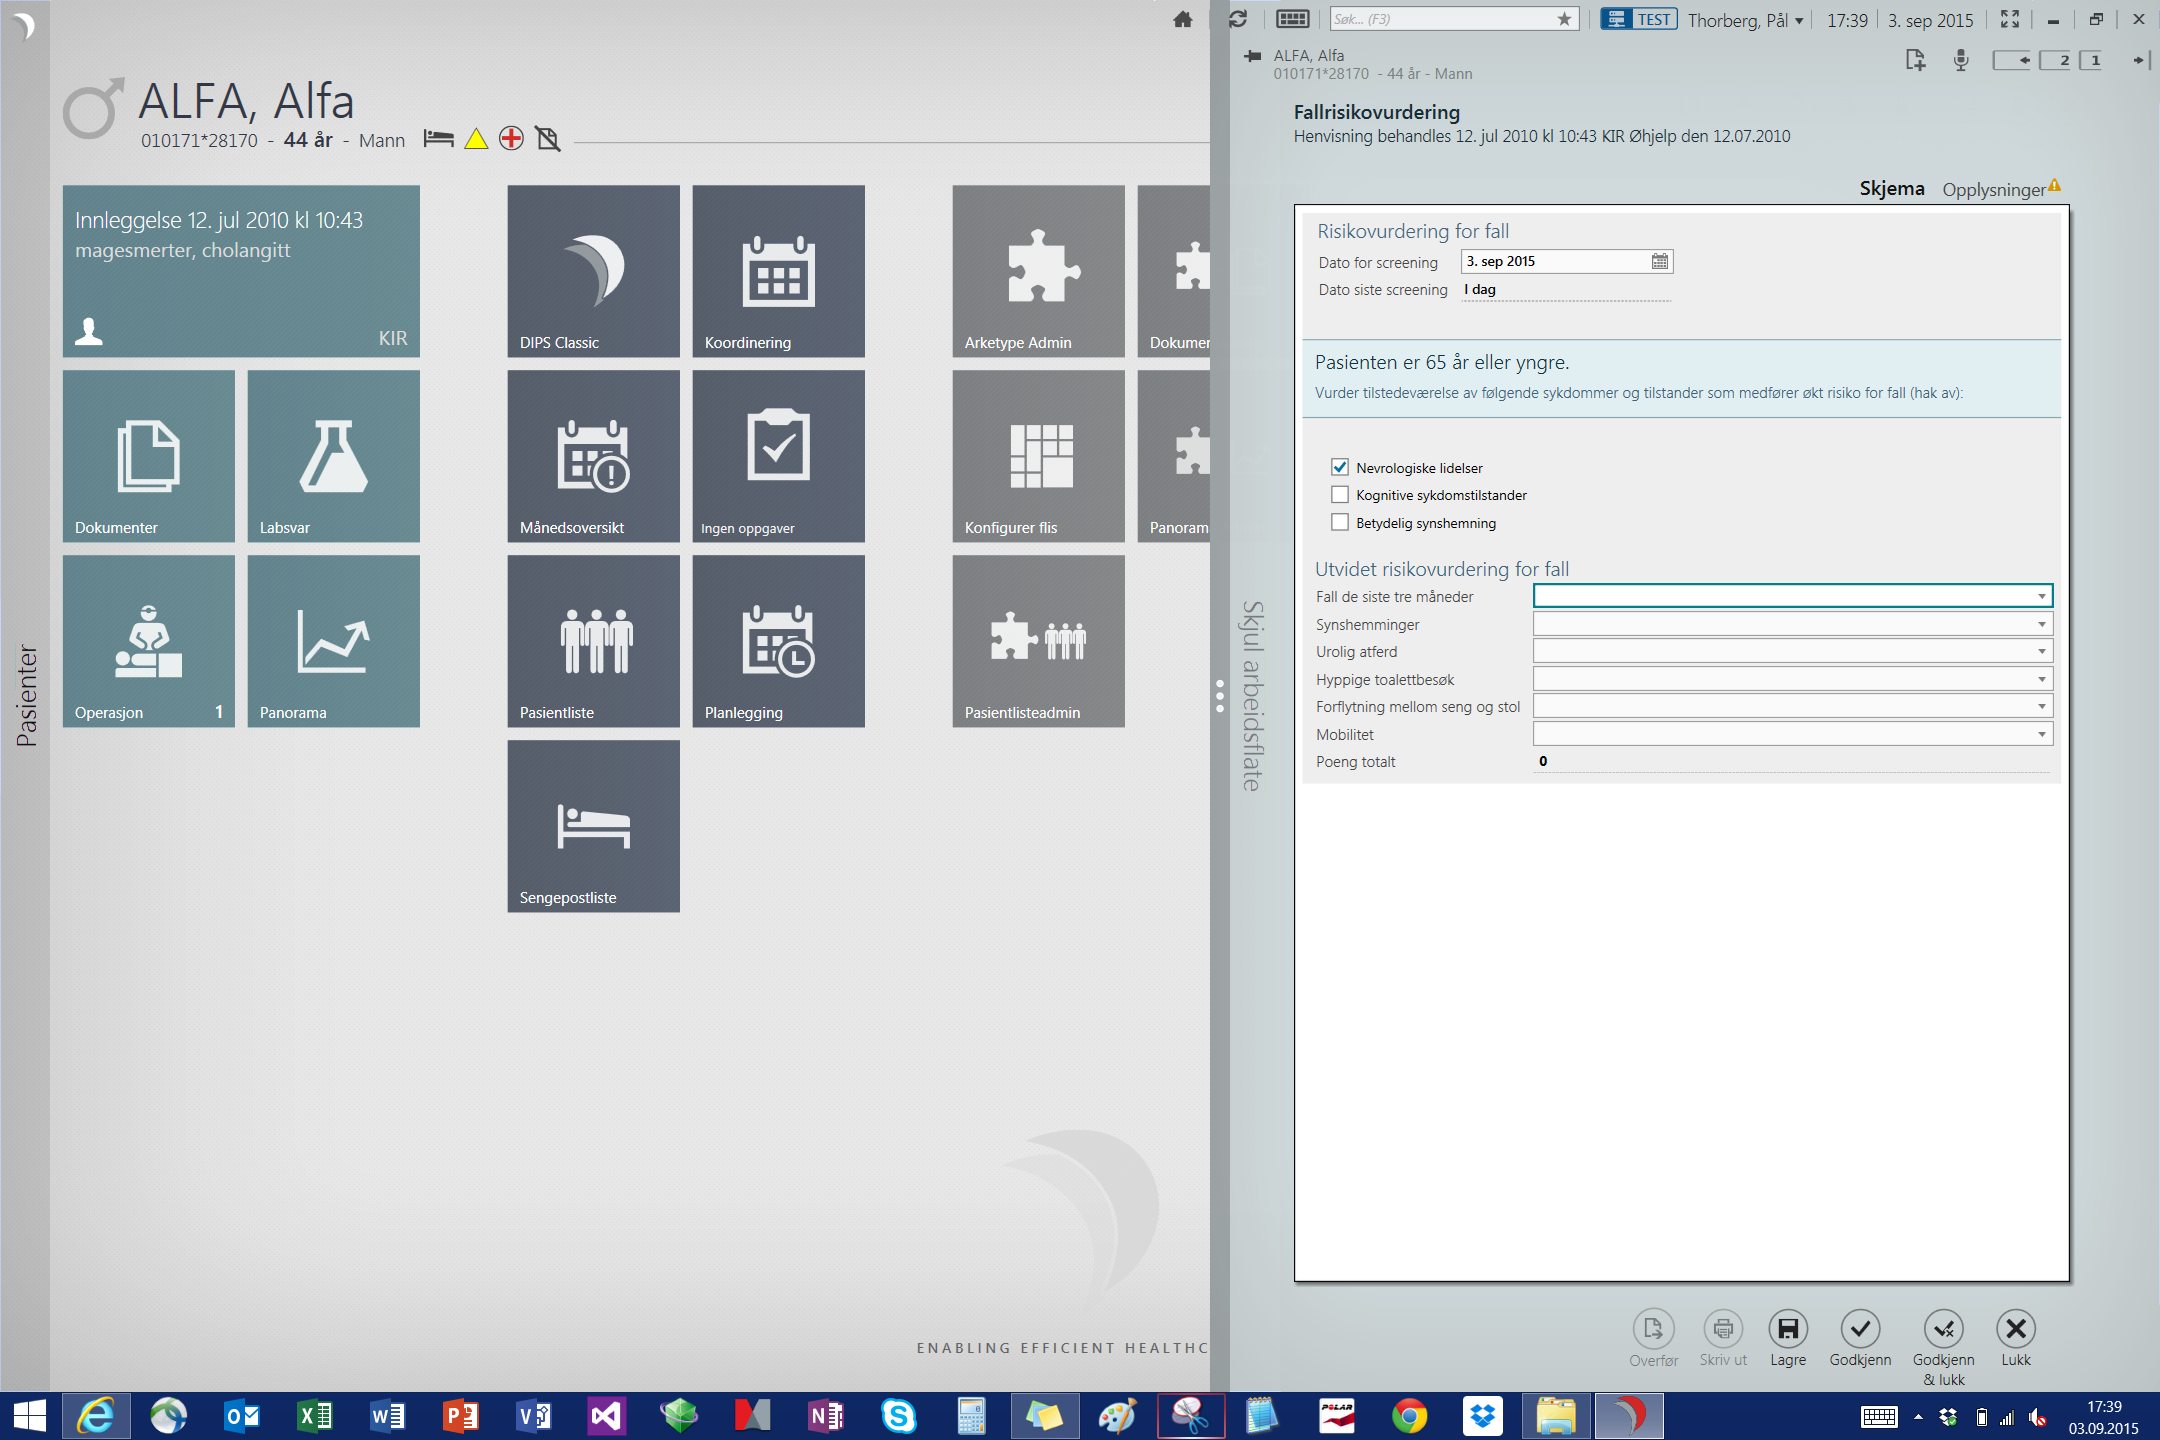 Pasienter
ALFA, Alfa
010171*28170 - 44 år - Mann
Innleggelse 12. jul 2010 kl 10:43
magesmerter, cholangitt
KIR
Dokumenter
Labsvar
Operasjon 1
Panorama
DIPS Classic
Koordinering
Månedsoversikt
Ingen oppgaver
Pasientliste
Planlegging
Sengepostliste
Arketype Admin
Dokumen
Konfigurer flis
Panoram
Pasientlisteadmin
ENABLING EFFICIENT HEALTHC
Skjul arbeidsflate
Søk... (F3)
TEST
Thorberg, Pål
17:39
3. sep 2015
ALFA, Alfa
010171*28170 - 44 år - Mann
2
1
Fallrisikovurdering
Henvisning behandles 12. jul 2010 kl 10:43 KIR Øhjelp den 12.07.2010
Skjema Opplysninger
Risikovurdering for fall
Dato for screening 3. sep 2015
Dato siste screening I dag
Pasienten er 65 år eller yngre.
Vurder tilstedeværelse av følgende sykdommer og tilstander som medfører økt risiko for fall (hak av):
Nevrologiske lidelser
Kognitive sykdomstilstander
Betydelig synshemning
Utvidet risikovurdering for fall
Fall de siste tre måneder
Synshemminger
Urolig atferd
Hyppige toalettbesøk
Forflytning mellom seng og stol
Mobilitet
Poeng totalt 0
Overfør
Skriv ut
Lagre
Godkjenn
Godkjenn
& lukk
Lukk
POLAR
17:39
03.09.2015